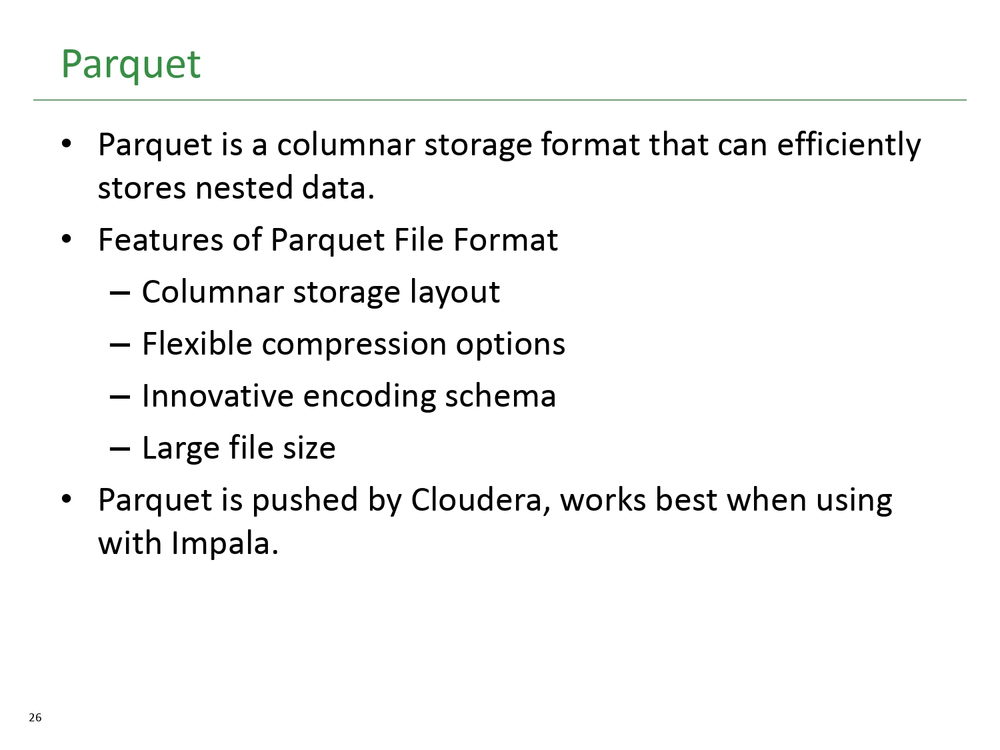 Parquet
• Parquet is a columnar storage format that can efficiently
stores nested data.
• Features of Parquet File Format
– Columnar storage layout
– Flexible compression options
– Innovative encoding schema
– Large file size
• Parquet is pushed by Cloudera, works best when using
with Impala.
26